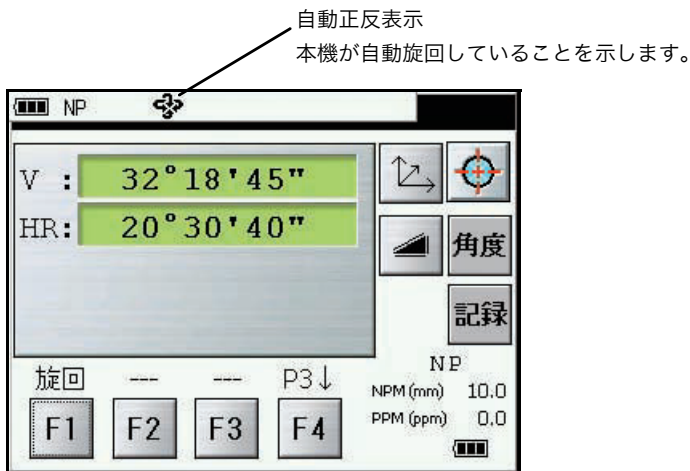 自動正反表示
本機が自動旋回していることを示します。
NP
V : 32°18'45"
HR: 20°30'40"
角度
記録
旋回 --- --- P3↓
F1 F2 F3 F4
NP
NPM (mm) 10.0
PPM (ppm) 0.0